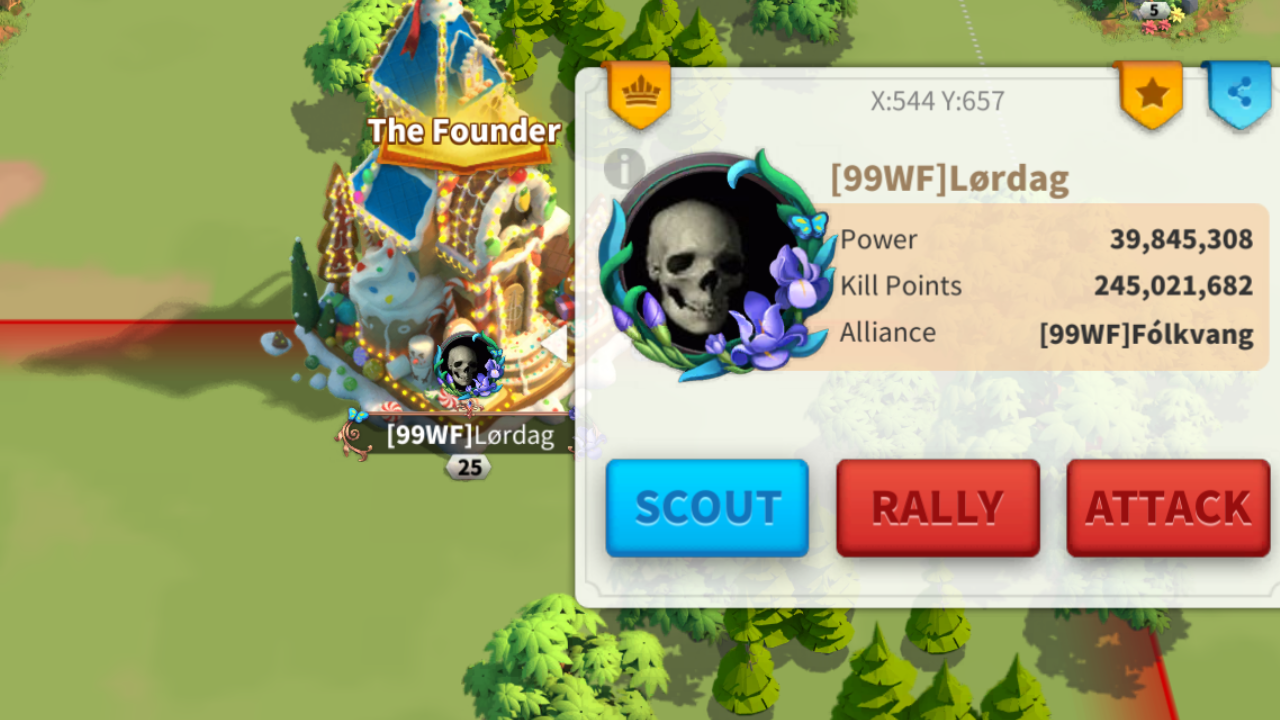 5
X:544 Y:657
The Founder
[99WF]Lørdag
Power 39,845,308
Kill Points 245,021,682
Alliance [99WF]Fólkvang
[99WF]Lørdag
25
SCOUT RALLY ATTACK